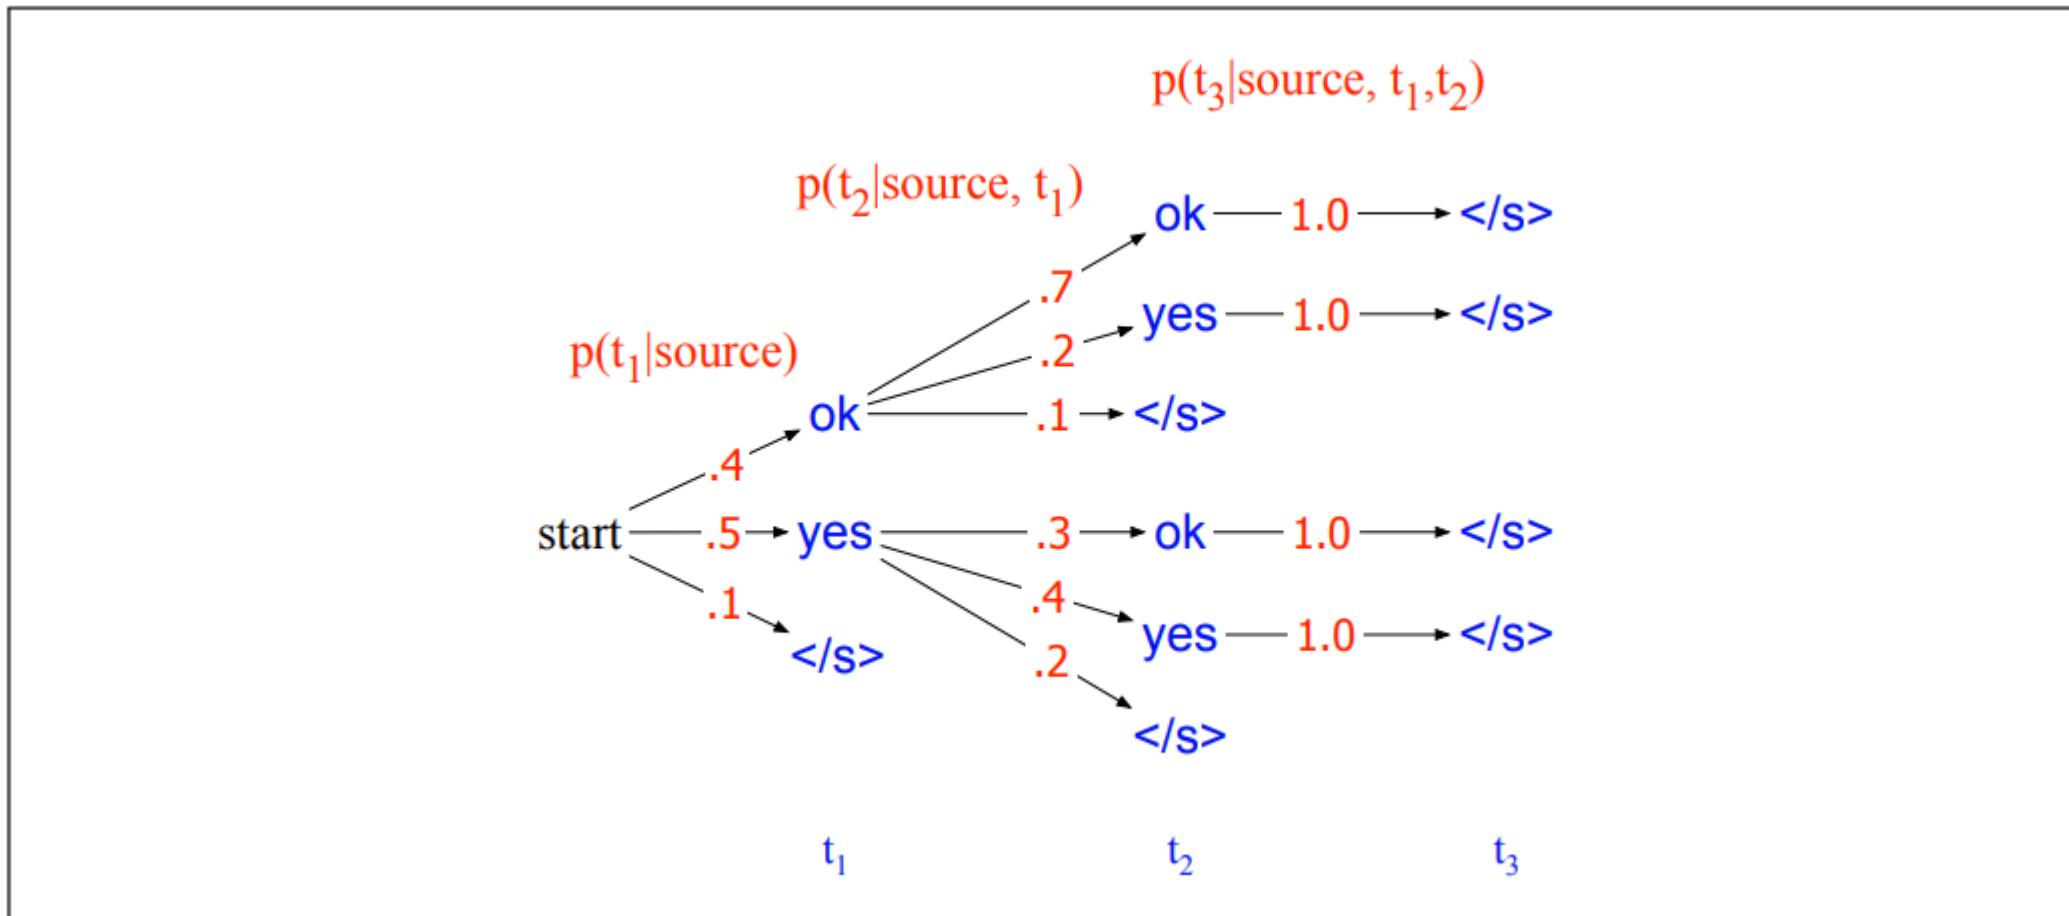 p(t3|source, t1,t2)
p(t2|source, t1)
ok 1.0 </s>
.7
yes 1.0 </s>
p(t1|source)
.2
ok .1 </s>
.4
start .5 yes .3 ok 1.0 </s>
.1 .4
yes 1.0 </s>
</s> .2
</s>
t1 t2 t3